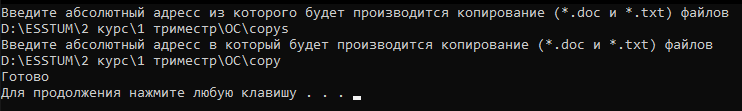 Введите абсолютный адресс из которого будет производится копирование (*.doc и *.txt) файлов
D:\ESSTUM\2 курс\1 триместр\ОС\copys
Введите абсолютный адресс в который будет производится копирование (*.doc и *.txt) файлов
D:\ESSTUM\2 курс\1 триместр\ОС\copy
Готово
Для продолжения нажмите любую клавишу . . .